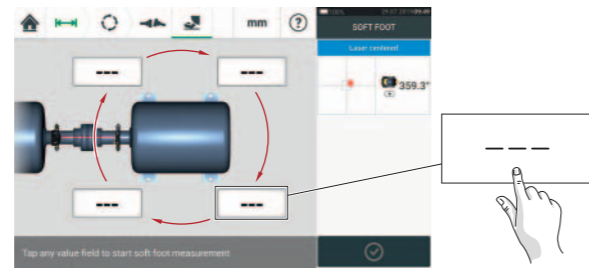 mm
?
SOFT FOOT
Laser centered
359.3°
---
---
---
---
Tap any value field to start soft foot measurement
---